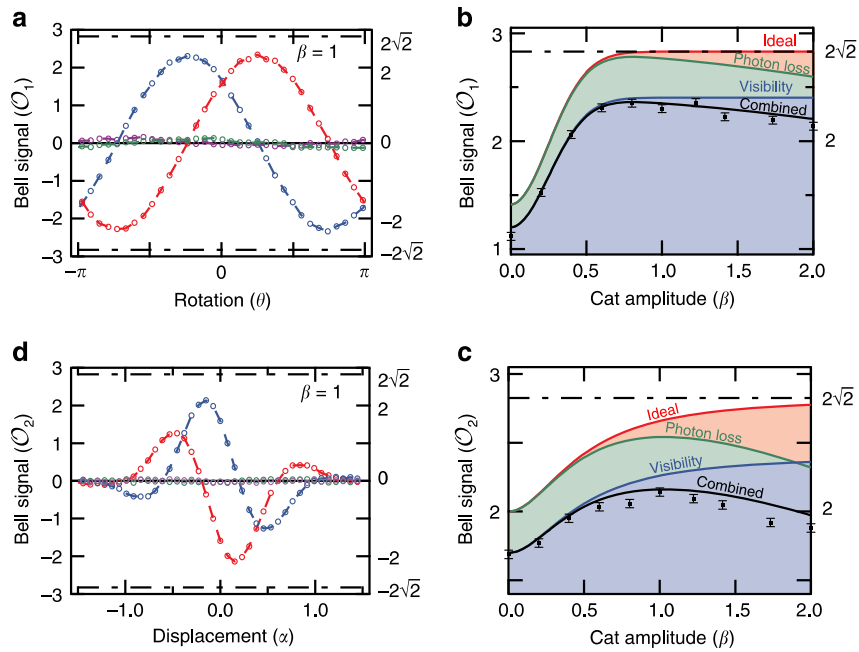 a
3
2
1
0
−1
−2
−3
Bell signal (𝒪₁)
β = 1
2√2
2
0
−2
−2√2
−π
0
π
Rotation (θ)
b
3
2
1
Bell signal (𝒪₁)
Ideal
Photon loss
Visibility
Combined
2√2
2
0.0
0.5
1.0
1.5
2.0
Cat amplitude (β)
d
3
2
1
0
−1
−2
−3
Bell signal (𝒪₂)
β = 1
2√2
2
0
−2
−2√2
−1.0
0.0
1.0
Displacement (α)
c
3
2
Bell signal (𝒪₂)
Ideal
Photon loss
Visibility
Combined
2√2
2
0.0
0.5
1.0
1.5
2.0
Cat amplitude (β)